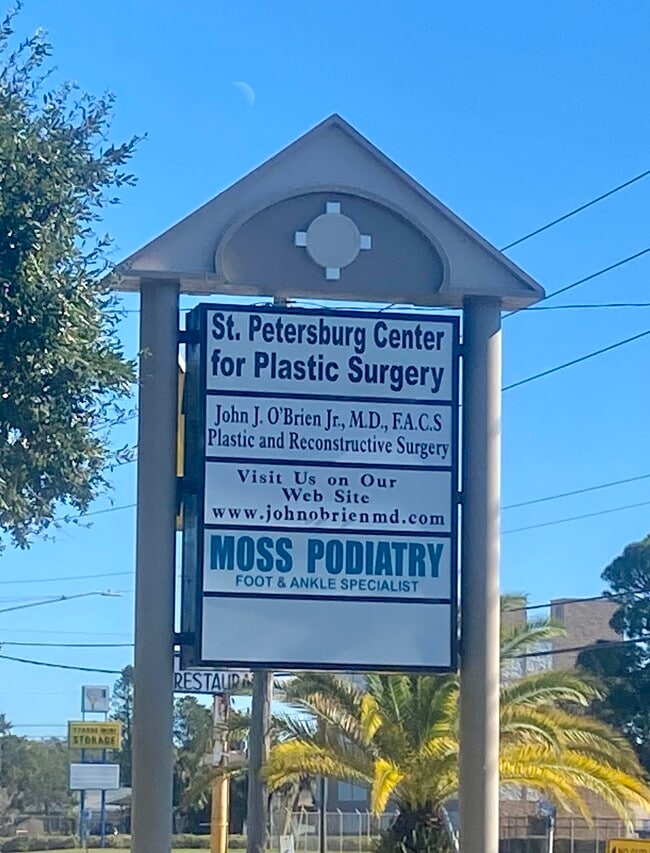 St. Petersburg Center
for Plastic Surgery
John J. O'Brien Jr., M.D., F.A.C.S
Plastic and Reconstructive Surgery
Visit Us on Our
Web Site
www.johnobrienmd.com
MOSS PODIATRY
FOOT & ANKLE SPECIALIST
RESTAURA
STORAGE